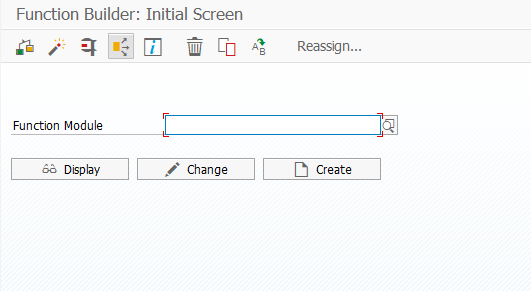 Function Builder: Initial Screen
Reassign...
Function Module
Display
Change
Create